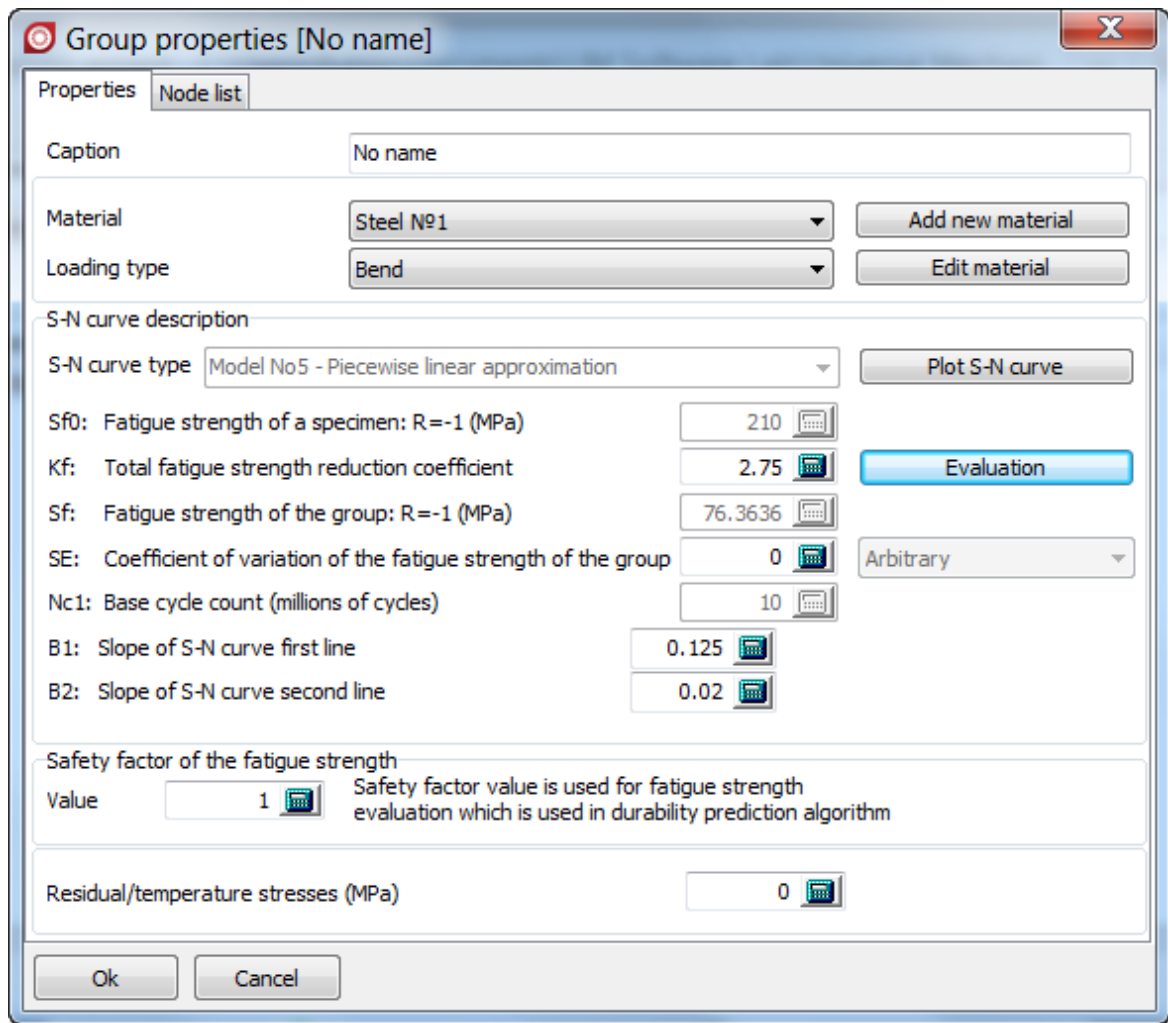 Group properties [No name]
X
Properties
Node list
Caption
No name
Material
Steel №1
Add new material
Loading type
Bend
Edit material
S-N curve description
S-N curve type
Model No5 - Piecewise linear approximation
Plot S-N curve
Sf0: Fatigue strength of a specimen: R=-1 (MPa)
210
Kf: Total fatigue strength reduction coefficient
2.75
Evaluation
Sf: Fatigue strength of the group: R=-1 (MPa)
76.3636
SE: Coefficient of variation of the fatigue strength of the group
0
Arbitrary
Nc1: Base cycle count (millions of cycles)
10
B1: Slope of S-N curve first line
0.125
B2: Slope of S-N curve second line
0.02
Safety factor of the fatigue strength
Value
1
Safety factor value is used for fatigue strength
evaluation which is used in durability prediction algorithm
Residual/temperature stresses (MPa)
0
Ok
Cancel